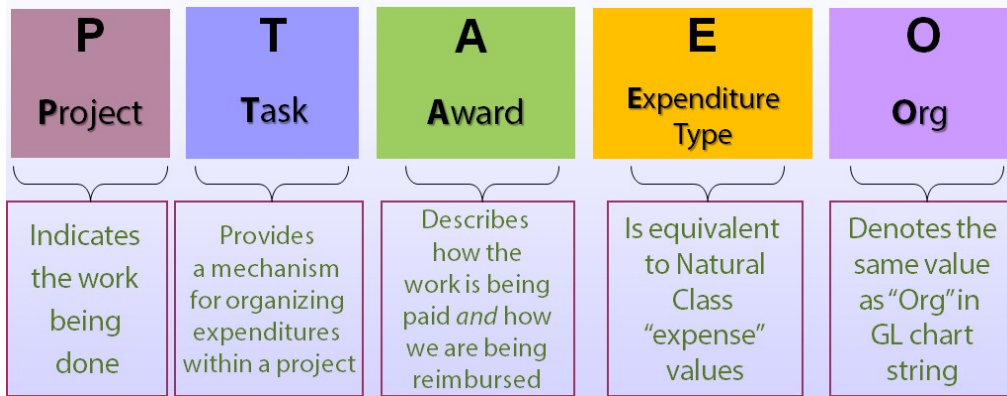 P
Project
T
Task
A
Award
E
Expenditure
Type
O
Org
Indicates
the work
being
done
Provides
a mechanism
for organizing
expenditures
within a project
Describes
how the
work is being
paid and how
we are being
reimbursed
Is equivalent
to Natural
Class
“expense”
values
Denotes the
same value
as “Org” in
GL chart
string